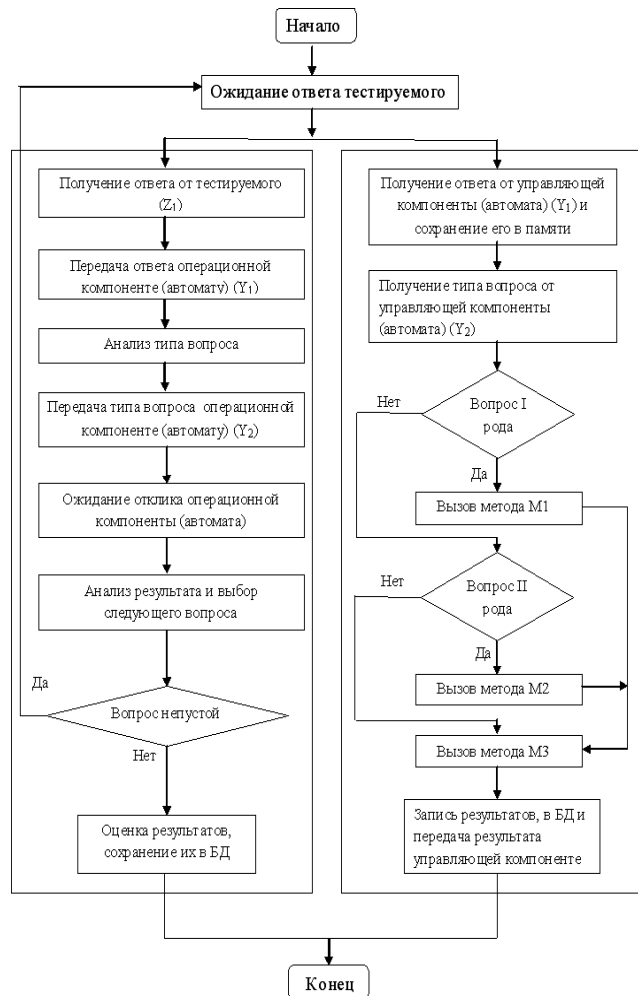 Начало
Ожидание ответа тестируемого
Получение ответа от тестируемого
(Z₁)
Передача ответа операционной
компоненте (автомату) (Y₁)
Анализ типа вопроса
Передача типа вопроса операционной
компоненте (автомату) (Y₂)
Ожидание отклика операционной
компоненты (автомата)
Анализ результата и выбор
следующего вопроса
Да
Вопрос непустой
Нет
Оценка результатов,
сохранение их в БД
Получение ответа от управляющей
компоненты (автомата) (Y₁) и
сохранение его в памяти
Получение типа вопроса от
управляющей компоненты
(автомата) (Y₂)
Нет
Вопрос I
рода
Да
Вызов метода М1
Нет
Вопрос II
рода
Да
Вызов метода М2
Вызов метода М3
Запись результатов, в БД и
передача результата
управляющей компоненте
Конец